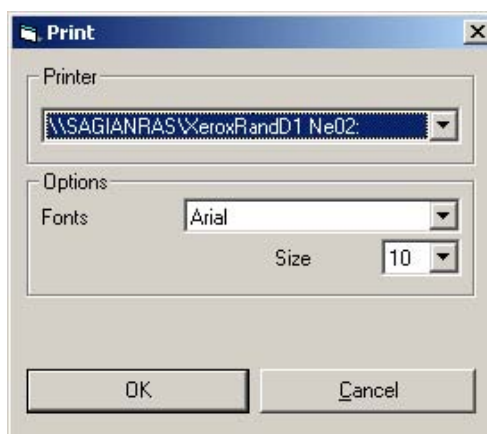 Print
Printer
\\SAGIANRAS\XeroxRandD1 Ne02:
Options
Fonts Arial
Size 10
OK Cancel